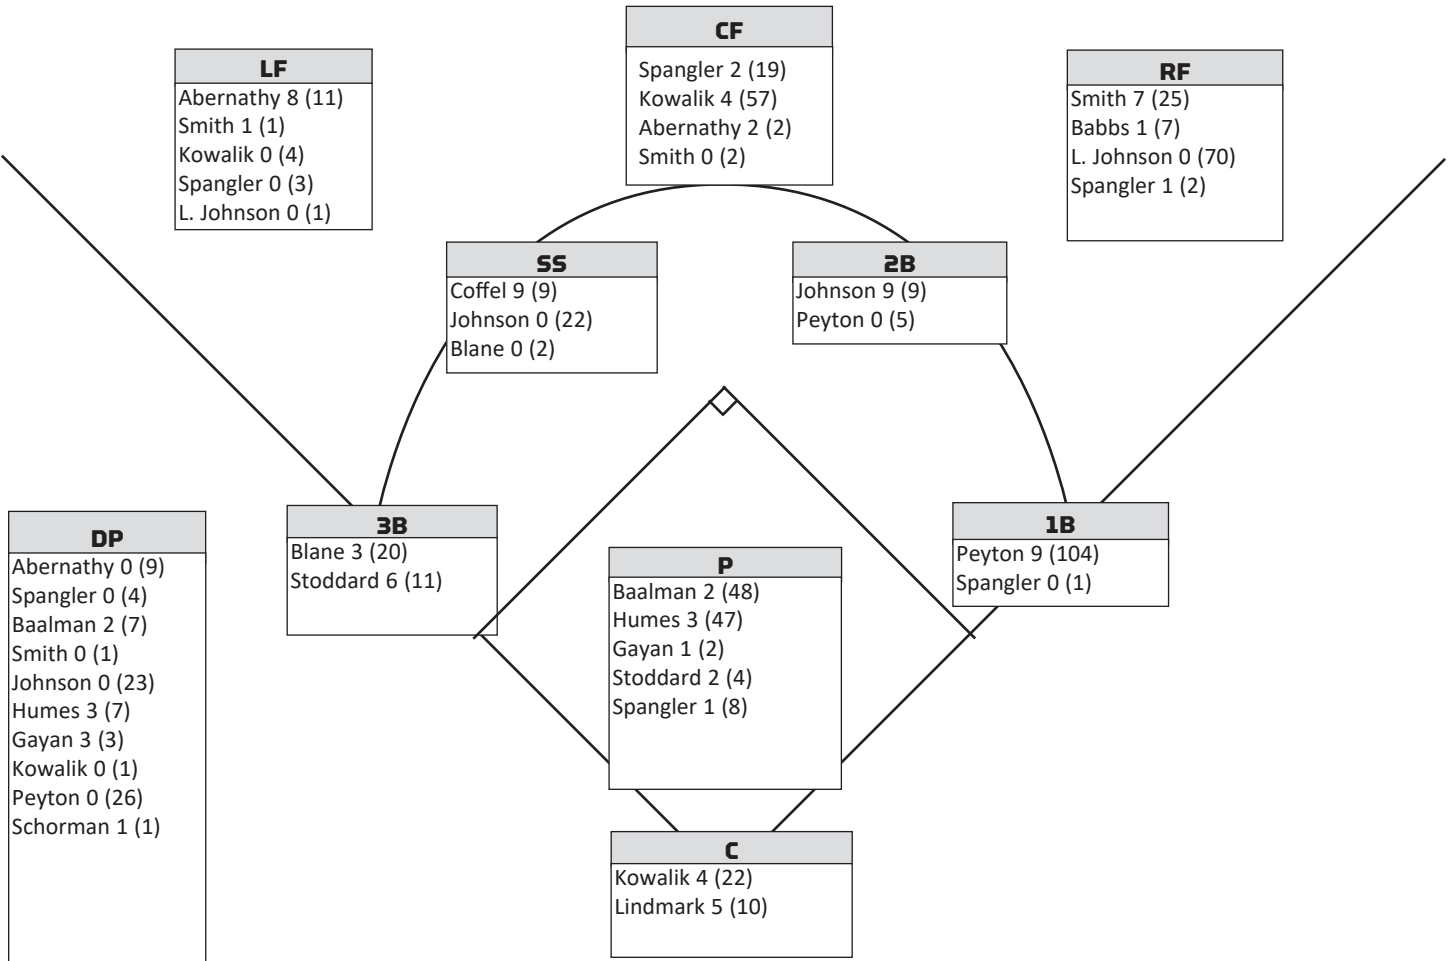 CF
Spangler 2 (19)
Kowalik 4 (57)
Abernathy 2 (2)
Smith 0 (2)
LF
Abernathy 8 (11)
Smith 1 (1)
Kowalik 0 (4)
Spangler 0 (3)
L. Johnson 0 (1)
RF
Smith 7 (25)
Babbs 1 (7)
L. Johnson 0 (70)
Spangler 1 (2)
SS
Coffel 9 (9)
Johnson 0 (22)
Blane 0 (2)
2B
Johnson 9 (9)
Peyton 0 (5)
3B
Blane 3 (20)
Stoddard 6 (11)
1B
Peyton 9 (104)
Spangler 0 (1)
DP
Abernathy 0 (9)
Spangler 0 (4)
Baalman 2 (7)
Smith 0 (1)
Johnson 0 (23)
Humes 3 (7)
Gayan 3 (3)
Kowalik 0 (1)
Peyton 0 (26)
Schorman 1 (1)
P
Baalman 2 (48)
Humes 3 (47)
Gayan 1 (2)
Stoddard 2 (4)
Spangler 1 (8)
C
Kowalik 4 (22)
Lindmark 5 (10)